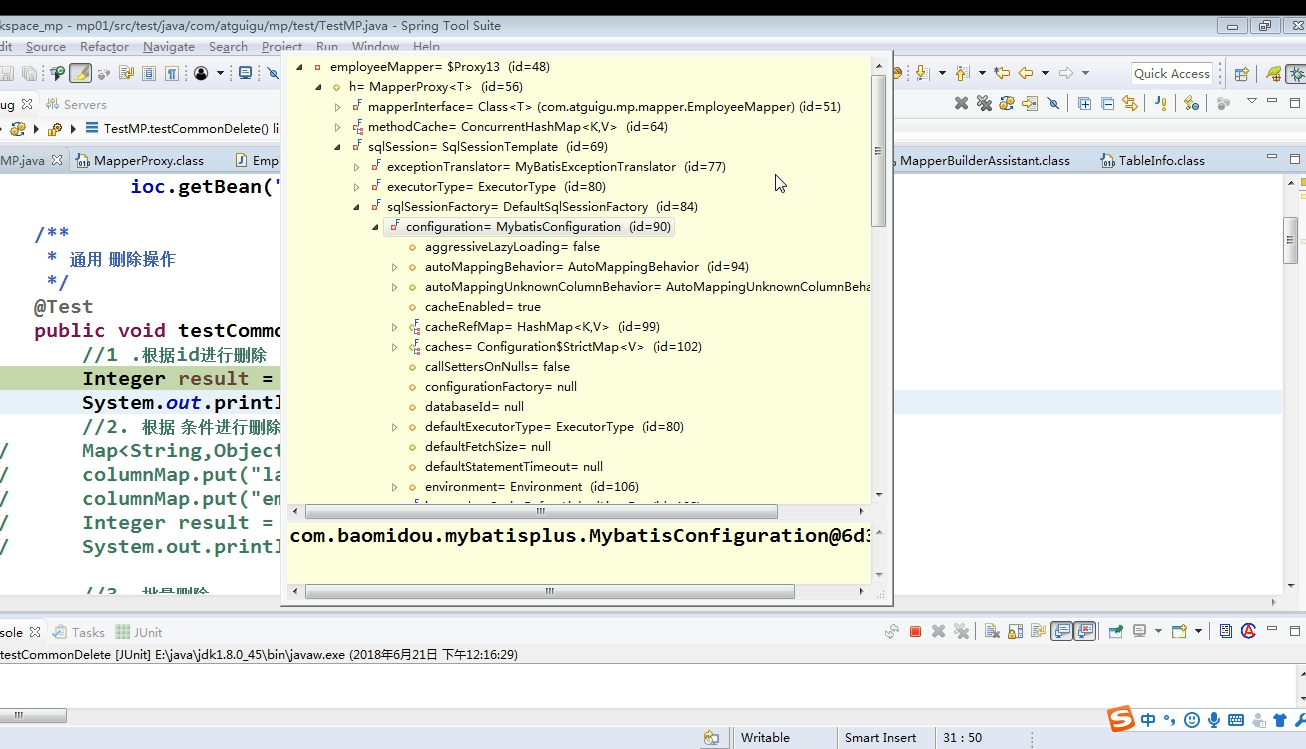 kspace_mp - mp01/src/test/java/com/atguigu/mp/test/TestMP.java - Spring Tool Suite
dit Source Refactor Navigate Search Project Run Window Help
Quick Access
ug Servers
TestMP.testCommonDelete() li
MP.java MapperProxy.class Emp MapperBuilderAssistant.class TableInfo.class
ioc.getBean("
/**
* 通用 删除操作
*/
@Test
public void testCommo
//1 .根据id进行删除
Integer result =
System.out.printl
//2. 根据 条件进行删除
/ Map<String,Object
/ columnMap.put("la
/ columnMap.put("em
/ Integer result =
/ System.out.printl
//3. 批量删除
employeeMapper= $Proxy13 (id=48)
h= MapperProxy<T> (id=56)
mapperInterface= Class<T> (com.atguigu.mp.mapper.EmployeeMapper) (id=51)
methodCache= ConcurrentHashMap<K,V> (id=64)
sqlSession= SqlSessionTemplate (id=69)
exceptionTranslator= MyBatisExceptionTranslator (id=77)
executorType= ExecutorType (id=80)
sqlSessionFactory= DefaultSqlSessionFactory (id=84)
configuration= MybatisConfiguration (id=90)
aggressiveLazyLoading= false
autoMappingBehavior= AutoMappingBehavior (id=94)
autoMappingUnknownColumnBehavior= AutoMappingUnknownColumnBeha
cacheEnabled= true
cacheRefMap= HashMap<K,V> (id=99)
caches= Configuration$StrictMap<V> (id=102)
callSettersOnNulls= false
configurationFactory= null
databaseId= null
defaultExecutorType= ExecutorType (id=80)
defaultFetchSize= null
defaultStatementTimeout= null
environment= Environment (id=106)
com.baomidou.mybatisplus.MybatisConfiguration@6d3
sole Tasks JUnit
testCommonDelete [JUnit] E:\java\jdk1.8.0_45\bin\javaw.exe (2018年6月21日 下午12:16:29)
中
Writable Smart Insert 31 : 50